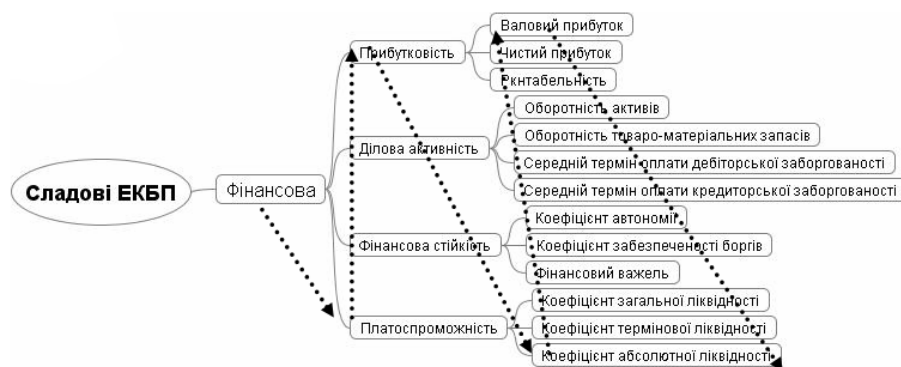 Сладові ЕКБП
Фінансова
Прибутковість
Валовий прибуток
Чистий прибуток
Ркнтабельність
Ділова активність
Оборотність активів
Оборотність товаро-матеріальних запасів
Середній термін оплати дебіторської заборгованості
Середній термін оплати кредиторської заборгованості
Фінансова стійкість
Коефіцієнт автономії
Коефіцієнт забезпеченості боргів
Фінансовий важель
Платоспроможність
Коефіцієнт загальної ліквідності
Коефіцієнт термінової ліквідності
Коефіцієнт абсолютної ліквідності